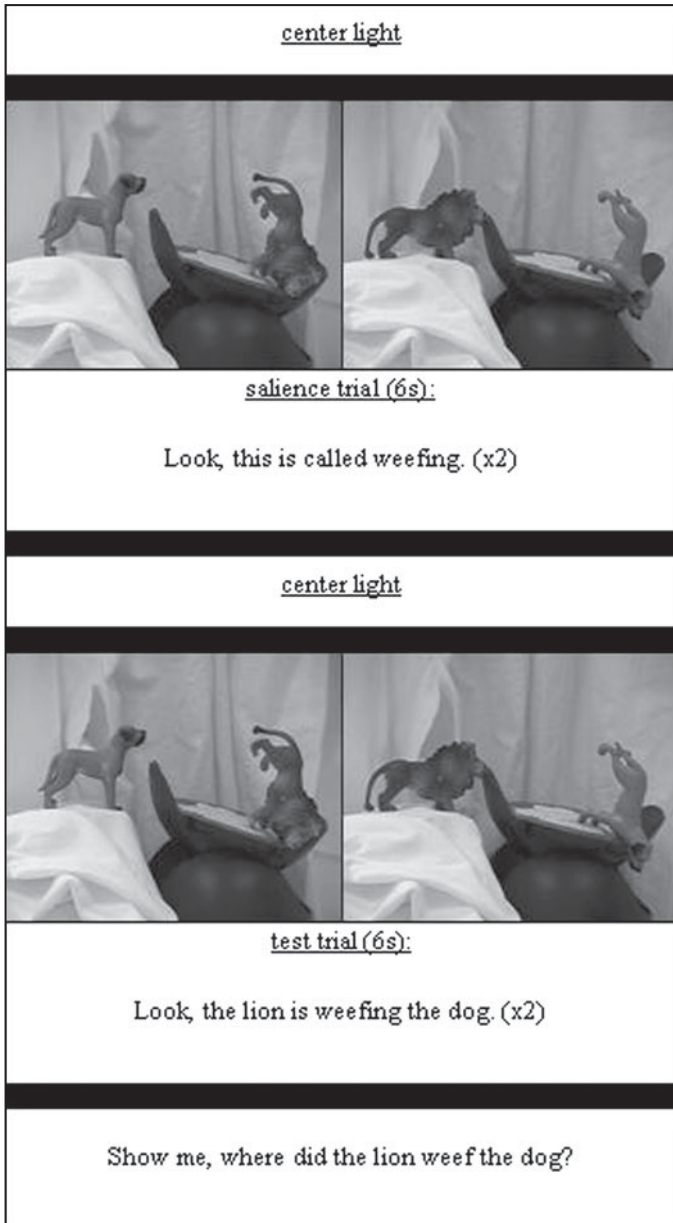 center light
salience trial (6s):
Look, this is called weefing. (x2)
center light
test trial (6s):
Look, the lion is weefing the dog. (x2)
Show me, where did the lion weef the dog?